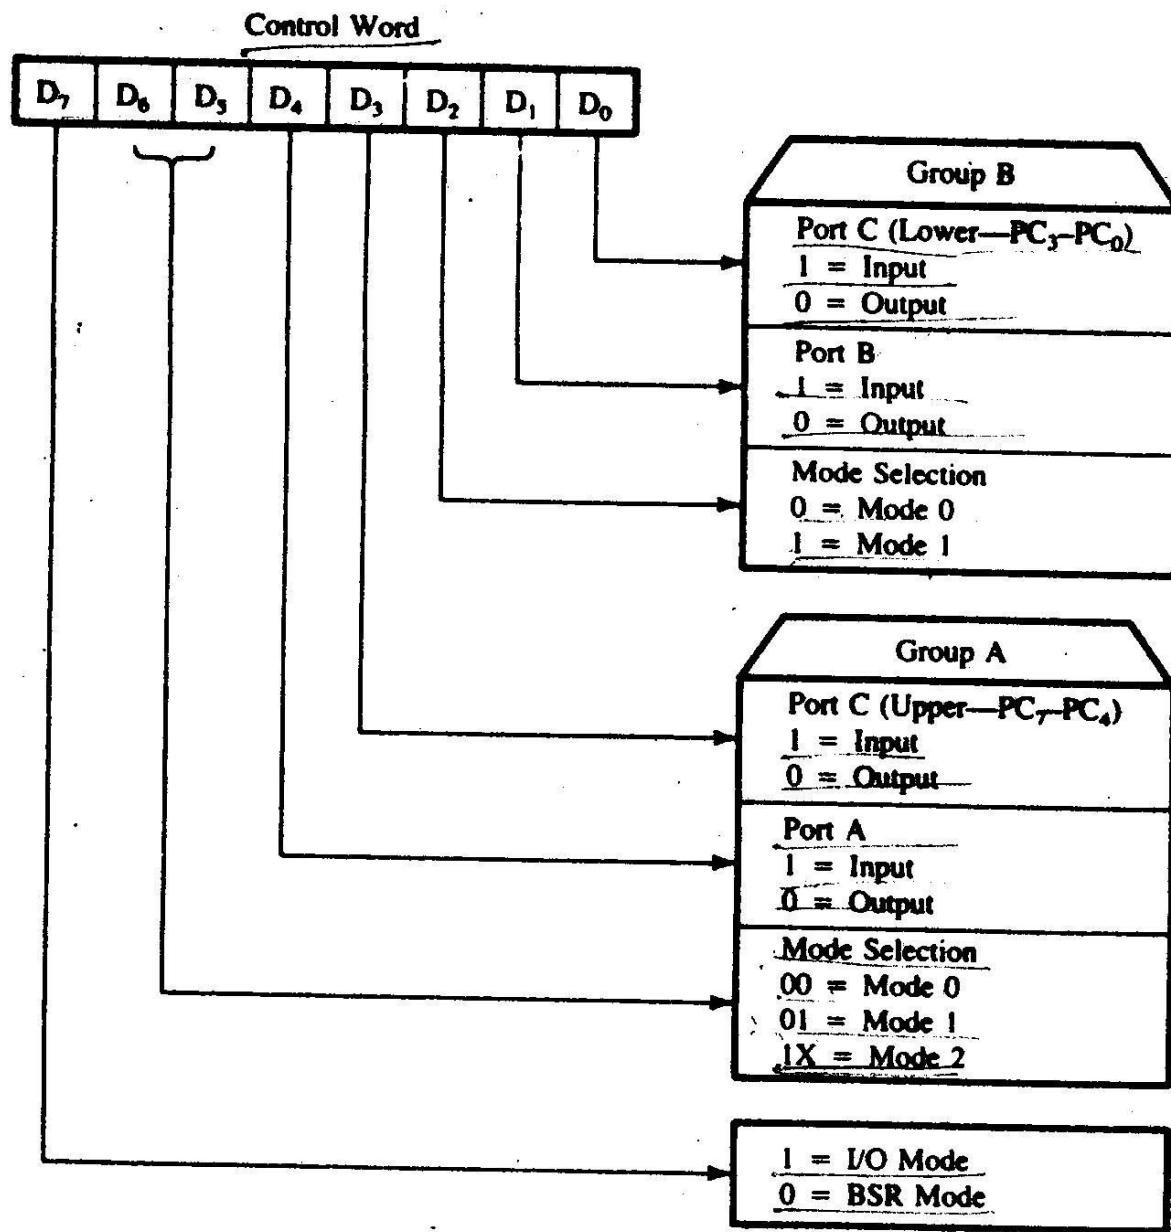 Control Word
D₇ D₆ D₅ D₄ D₃ D₂ D₁ D₀
Group B
Port C (Lower—PC₃–PC₀)
1 = Input
0 = Output
Port B
1 = Input
0 = Output
Mode Selection
0 = Mode 0
1 = Mode 1
Group A
Port C (Upper—PC₇–PC₄)
1 = Input
0 = Output
Port A
1 = Input
0 = Output
Mode Selection
00 = Mode 0
01 = Mode 1
1X = Mode 2
1 = I/O Mode
0 = BSR Mode